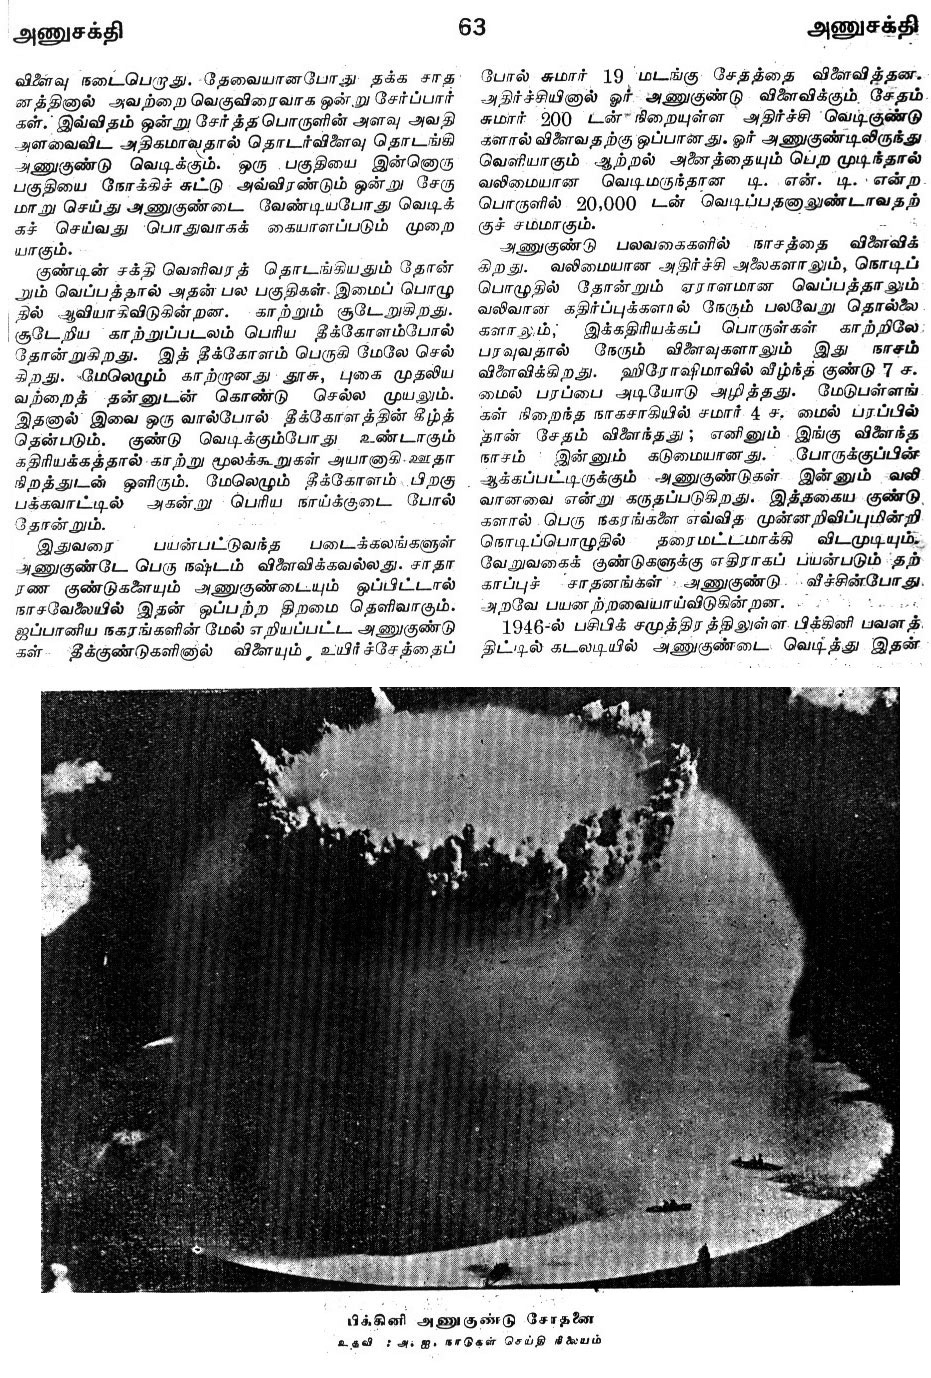 அணுசக்தி
63
அணுசக்தி
விளைவு நடைபெறாது. தேவையானபோது தக்க சாத
னத்தினால் அவற்றை வெகுவிரைவாக ஒன்று சேர்ப்பார்
கள். இவ்விதம் ஒன்று சேர்த்த பொருளின் அளவு அவதி
அளவைவிட அதிகமாவதால் தொடர்விளைவு தொடங்கி
அணுகுண்டு வெடிக்கும். ஒரு பகுதியை இன்னொரு
பகுதியை நோக்கிச் சுட்டு அவ்விரண்டும் ஒன்று சேரு
மாறு செய்து அணுகுண்டை வேண்டியபோது வெடிக்
கச் செய்வது பொதுவாகக் கையாளப்படும் முறை
யாகும்.
குண்டின் சக்தி வெளிவரத் தொடங்கியதும் தோன்
றும் வெப்பத்தால் அதன் பல பகுதிகள் இமைப் பொழு
தில் ஆவியாகிவிடுகின்றன. காற்றும் சூடேறுகிறது.
சூடேறிய காற்றுப்படலம் பெரிய தீக்கோளம்போல்
தோன்றுகிறது. இத் தீக்கோளம் பெருகி மேலே செல்
கிறது. மேலெழும் காற்றானது தூசு, புகை முதலிய
வற்றைத் தன்னுடன் கொண்டு செல்ல முயலும்.
இதனால் இவை ஒரு வால்போல் தீக்கோளத்தின் கீழ்த்
தென்படும். குண்டு வெடிக்கும்போது உண்டாகும்
கதிரியக்கத்தால் காற்று மூலக்கூறுகள் அயானாகி ஊதா
நிறத்துடன் ஒளிரும். மேலெழும் தீக்கோளம் பிறகு
பக்கவாட்டில் அகன்று பெரிய நாய்க்குடை போல்
தோன்றும்.
இதுவரை பயன்பட்டுவந்த படைக்கலங்களுள்
அணுகுண்டே பெரு நஷ்டம் விளைவிக்கவல்லது. சாதா
ரண குண்டுகளையும் அணுகுண்டையும் ஒப்பிட்டால்
நாசவேலையில் இதன் ஒப்பற்ற திறமை தெளிவாகும்.
ஜப்பானிய நகரங்களின் மேல் எறியப்பட்ட அணுகுண்டு
கள் தீக்குண்டுகளினால் விளையும் உயிர்ச்சேத்தைப்
போல் சுமார் 19 மடங்கு சேதத்தை விளைவித்தன.
அதிர்ச்சியினால் ஓர் அணுகுண்டு விளைவிக்கும் சேதம்
சுமார் 200 டன் நிறையுள்ள அதிர்ச்சி வெடிகுண்டு
களால் விளைவதற்கு ஒப்பானது. ஓர் அணுகுண்டிலிருந்து
வெளியாகும் ஆற்றல் அனைத்தையும் பெற முடிந்தால்
வலிமையான வெடிமருந்தான டி. என். டி. என்ற
பொருளில் 20,000 டன் வெடிப்பதனாலுண்டாவதற்
குச் சமமாகும்.
அணுகுண்டு பலவகைகளில் நாசத்தை விளைவிக்
கிறது. வலிமையான அதிர்ச்சி அலைகளாலும், நொடிப்
பொழுதில் தோன்றும் ஏராளமான வெப்பத்தாலும்
வலிவான கதிர்ப்புக்களால் நேரும் பலவேறு தொல்லை
களாலும், இக்கதிரியக்கப் பொருள்கள் காற்றிலே
பரவுவதால் நேரும் விளைவுகளாலும் இது நாசம்
விளைவிக்கிறது. ஹிரோஷிமாவில் வீழ்ந்த குண்டு 7 ச.
மைல் பரப்பை அடியோடு அழித்தது. மேடுபள்ளங்
கள் நிறைந்த நாகசாகியில் சுமார் 4 ச. மைல் பரப்பில்
தான் சேதம் விளைந்தது; எனினும் இங்கு விளைந்த
நாசம் இன்னும் கடுமையானது. போருக்குப்பின்
ஆக்கப்பட்டிருக்கும் அணுகுண்டுகள் இன்னும் வலி
வானவை என்று கருதப்படுகிறது. இத்தகைய குண்டு
களால் பெரு நகரங்களை எவ்வித முன்னறிவிப்புமின்றி
நொடிப்பொழுதில் தரைமட்டமாக்கி விடமுடியும்.
வேறுவகைக் குண்டுகளுக்கு எதிராகப் பயன்படும் தற்
காப்புச் சாதனங்கள் அணுகுண்டு வீச்சின்போது
அறவே பயனற்றவையாய்விடுகின்றன.
1946-ல் பசிபிக் சமுத்திரத்திலுள்ள பிக்கினி பவளத்
திட்டில் கடலடியில் அணுகுண்டை வெடித்து இதன்
பிக்கினி அணுகுண்டு சோதனை
உதவி : அ. ஐ. நாடுகள் செய்தி நிலையம்